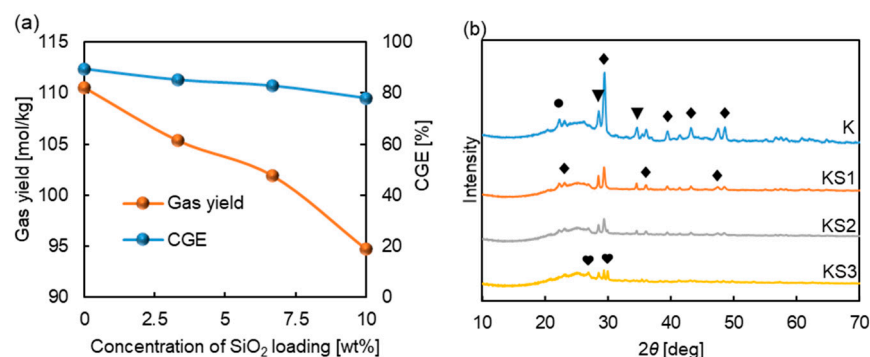 (a)
115
110
105
100
95
90
Gas yield [mol/kg]
Gas yield
CGE
100
80
60
40
20
0
CGE [%]
0
2.5
5
7.5
10
Concentration of SiO₂ loading [wt%]
(b)
Intensity
K
KS1
KS2
KS3
10
20
30
40
50
60
70
2θ [deg]